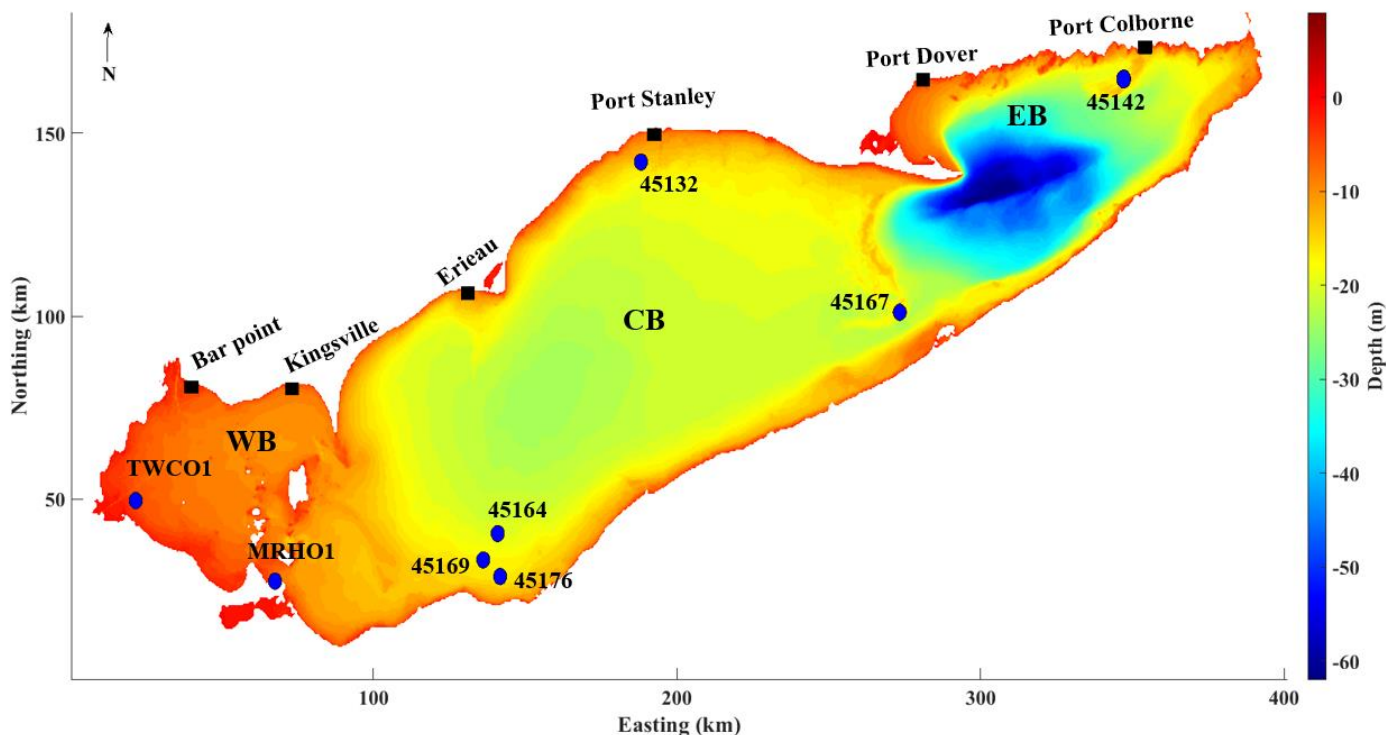 N
Port Colborne
Port Dover
Port Stanley
45142
EB
45132
Erieau
45167
CB
Bar point
Kingsville
WB
TWCO1
45164
MRHO1
45169
45176
150
100
50
Northing (km)
100
200
300
400
Easting (km)
0
-10
-20
-30
-40
-50
-60
Depth (m)